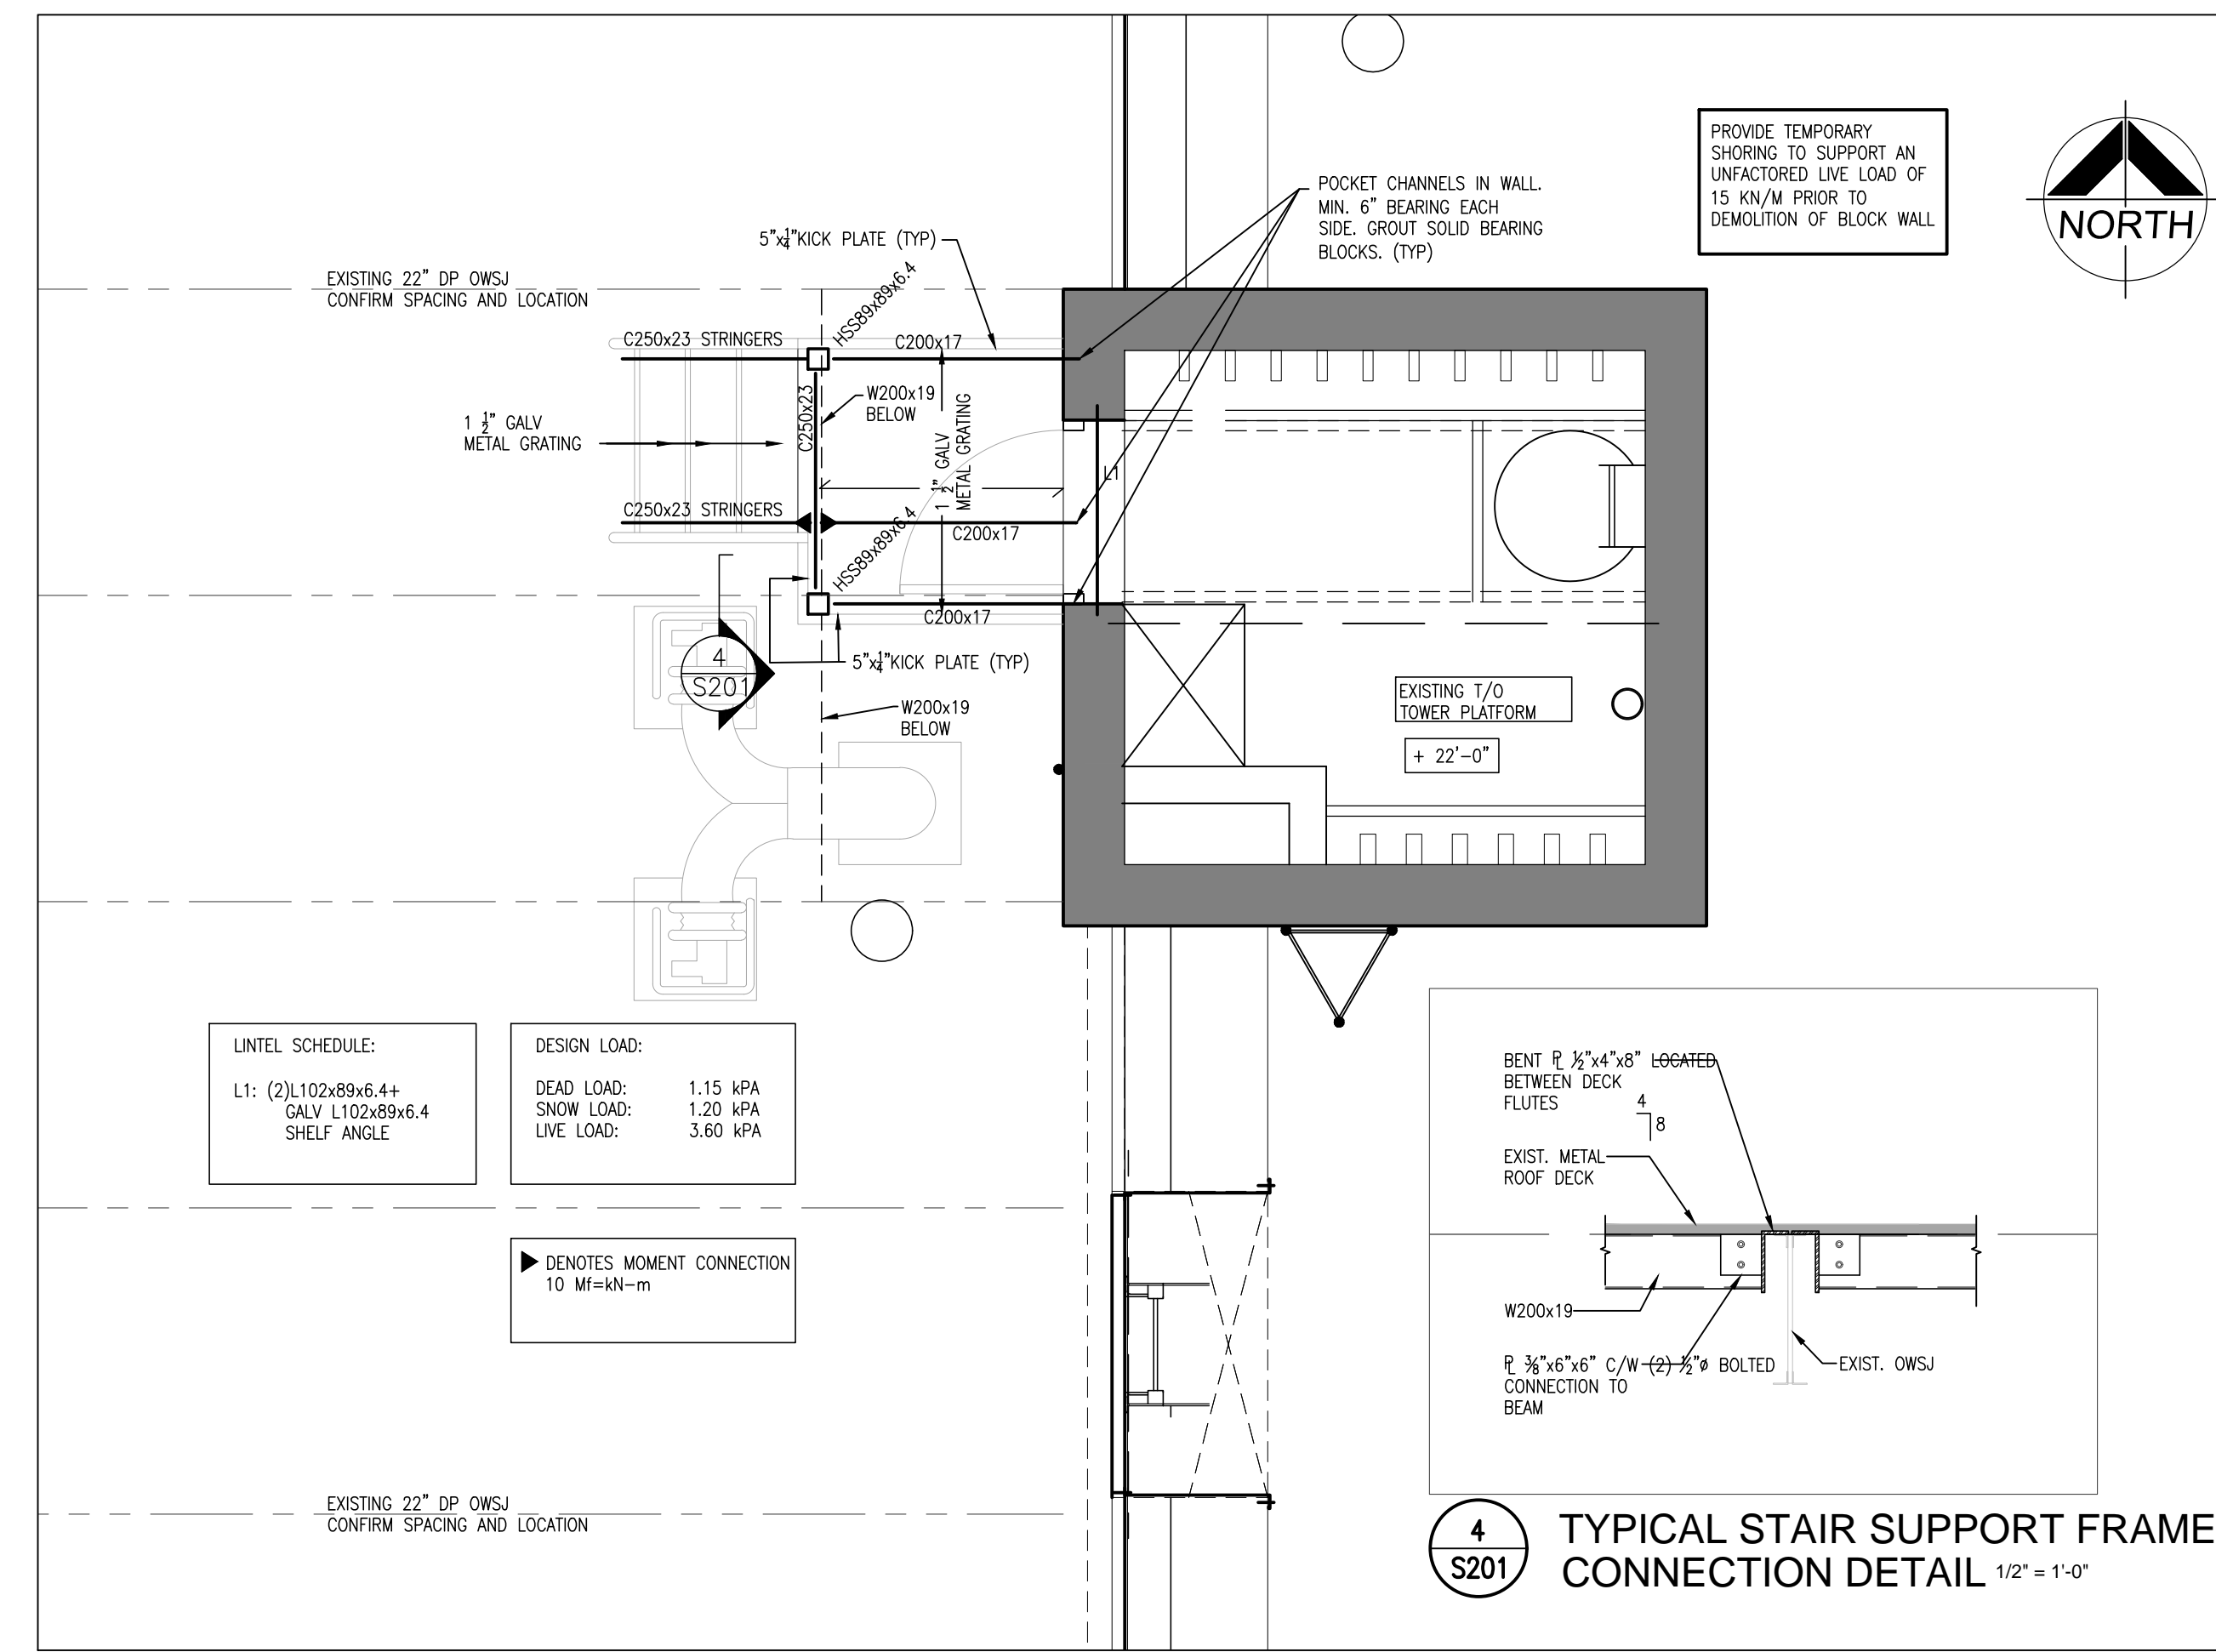 PROVIDE TEMPORARY
SHORING TO SUPPORT AN
UNFACTORED LIVE LOAD OF
15 KN/M PRIOR TO
DEMOLITION OF BLOCK WALL
NORTH
POCKET CHANNELS IN WALL.
MIN. 6" BEARING EACH
SIDE. GROUT SOLID BEARING
BLOCKS. (TYP)
5"x1/4"KICK PLATE (TYP)
EXISTING 22" DP OWSJ
CONFIRM SPACING AND LOCATION
HSS89x89x6.4
C250x23 STRINGERS
C200x17
C250x23
W200x19
BELOW
1 1/2" GALV
METAL GRATING
1 1/2" GALV
METAL GRATING
L1
C250x23 STRINGERS
HSS89x89x6.4
C200x17
C200x17
4
S201
5"x1/4"KICK PLATE (TYP)
W200x19
BELOW
EXISTING T/O
TOWER PLATFORM
+ 22'-0"
LINTEL SCHEDULE:
L1: (2)L102x89x6.4+
GALV L102x89x6.4
SHELF ANGLE
DESIGN LOAD:
DEAD LOAD: 1.15 kPA
SNOW LOAD: 1.20 kPA
LIVE LOAD: 3.60 kPA
DENOTES MOMENT CONNECTION
10 Mf=kN-m
EXISTING 22" DP OWSJ
CONFIRM SPACING AND LOCATION
BENT PL 1/2"x4"x8" LOCATED
BETWEEN DECK
FLUTES
4
8
EXIST. METAL
ROOF DECK
W200x19
PL 3/8"x6"x6" C/W (2) 1/2"ø BOLTED
CONNECTION TO
BEAM
EXIST. OWSJ
4
S201
TYPICAL STAIR SUPPORT FRAME
CONNECTION DETAIL 1/2" = 1'-0"